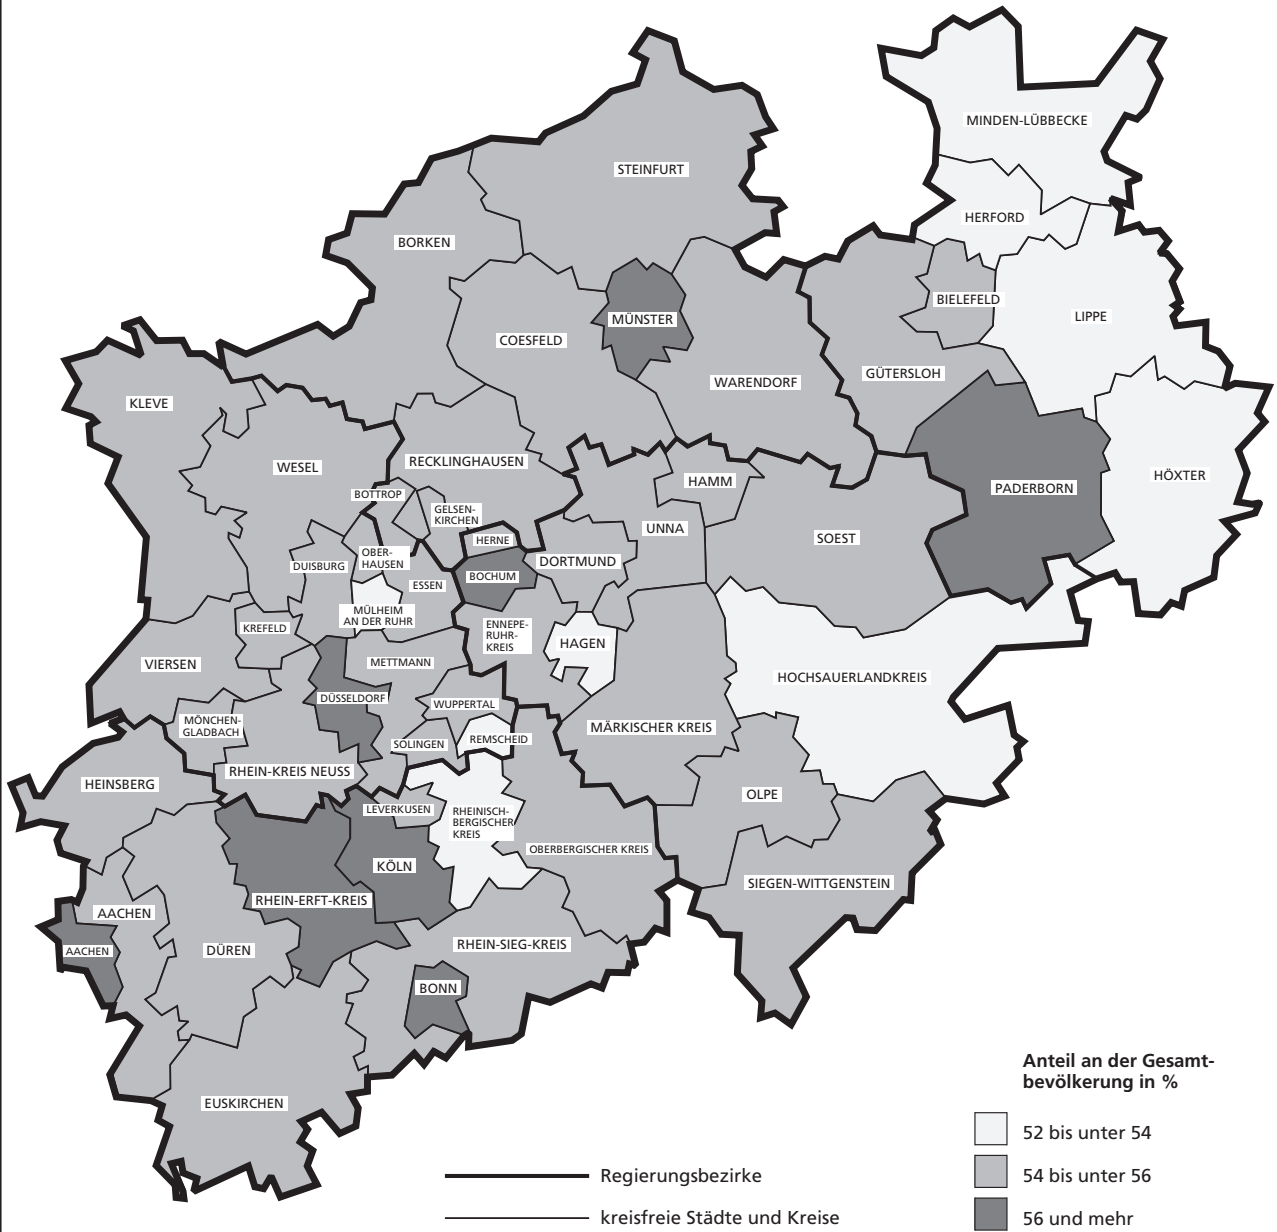 MINDEN-LÜBBECKE
STEINFURT
HERFORD
BORKEN
BIELEFELD
LIPPE
MÜNSTER
COESFELD
GÜTERSLOH
WARENDORF
KLEVE
RECKLINGHAUSEN
WESEL
HÖXTER
HAMM
PADERBORN
BOTTROP
GELSEN-
KIRCHEN
UNNA
SOEST
HERNE
OBER-
HAUSEN
DORTMUND
DUISBURG
BOCHUM
ESSEN
MÜLHEIM
AN DER RUHR
KREFELD
ENNEPE-
RUHR-
KREIS
HAGEN
VIERSEN
METTMANN
HOCHSAUERLANDKREIS
DÜSSELDORF
WUPPERTAL
MÖNCHEN-
GLADBACH
MÄRKISCHER KREIS
SOLINGEN
REMSCHEID
RHEIN-KREIS NEUSS
HEINSBERG
OLPE
LEVERKUSEN
RHEINISCH-
BERGISCHER
KREIS
OBERBERGISCHER KREIS
KÖLN
SIEGEN-WITTGENSTEIN
RHEIN-ERFT-KREIS
AACHEN
RHEIN-SIEG-KREIS
AACHEN
DÜREN
BONN
EUSKIRCHEN
Anteil an der Gesamt-
bevölkerung in %
52 bis unter 54
54 bis unter 56
56 und mehr
Regierungsbezirke
kreisfreie Städte und Kreise